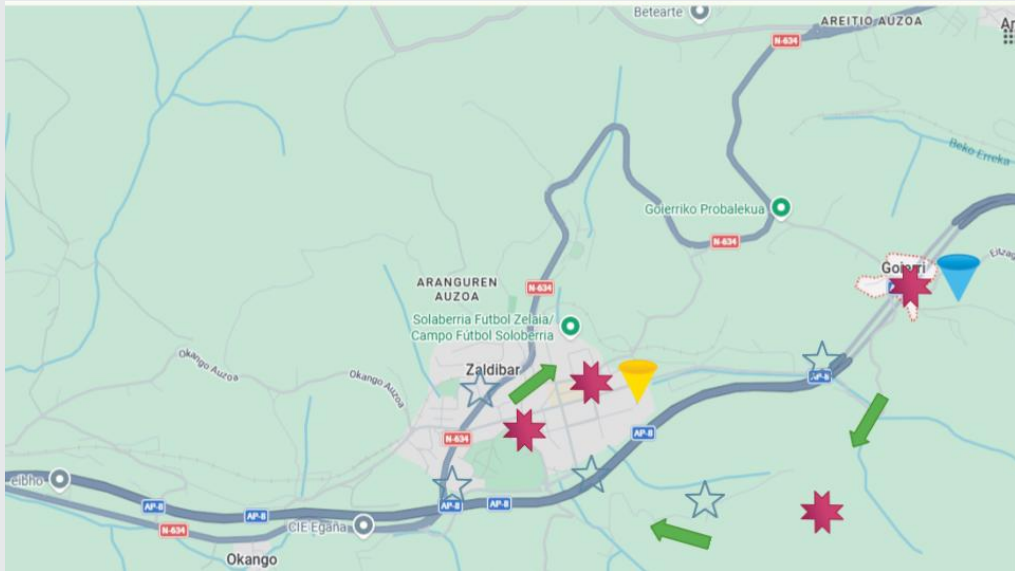 Betearte
AREITIO AUZOA
N-634
Beko Erreka
Goierriko Probalekua
N-634
Goierri
ARANGUREN
AUZOA
N-634
Solaberria Futbol Zelaia/
Campo Fútbol Soloberria
Okango Auzoa
Okango Auzoa
Zaldibar
AP-8
N-634
AP-8
eibho
AP-8
AP-8
AP-8
AP-8
N-634
CIE Egaña
Okango